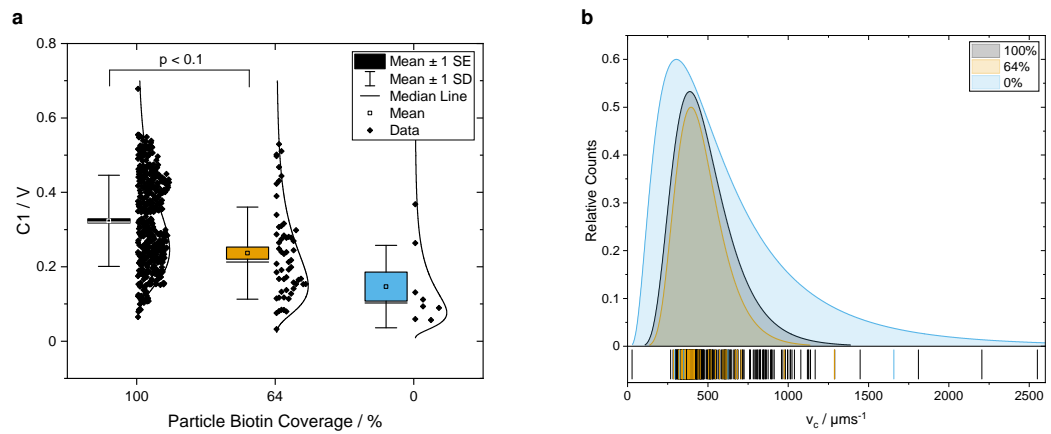 a
0.8
0.6
0.4
0.2
0
C1 / V
p < 0.1
Mean ± 1 SE
Mean ± 1 SD
Median Line
Mean
Data
100
64
0
Particle Biotin Coverage / %
b
0.6
0.5
0.4
0.3
0.2
0.1
0.0
Relative Counts
100%
64%
0%
0
500
1000
1500
2000
2500
v_c / μms⁻¹